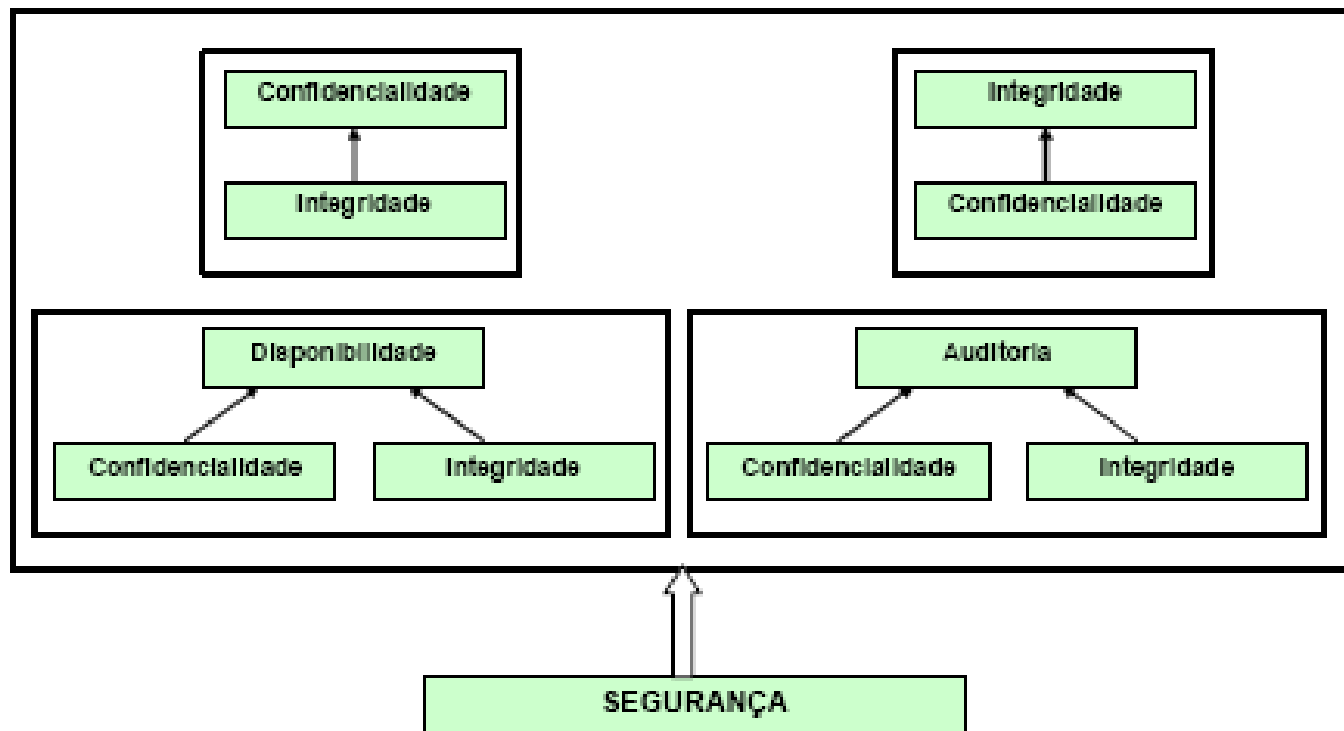 Confidencialidade
Integridade
Integridade
Confidencialidade
Disponibilidade
Confidencialidade
Integridade
Auditoria
Confidencialidade
Integridade
SEGURANÇA